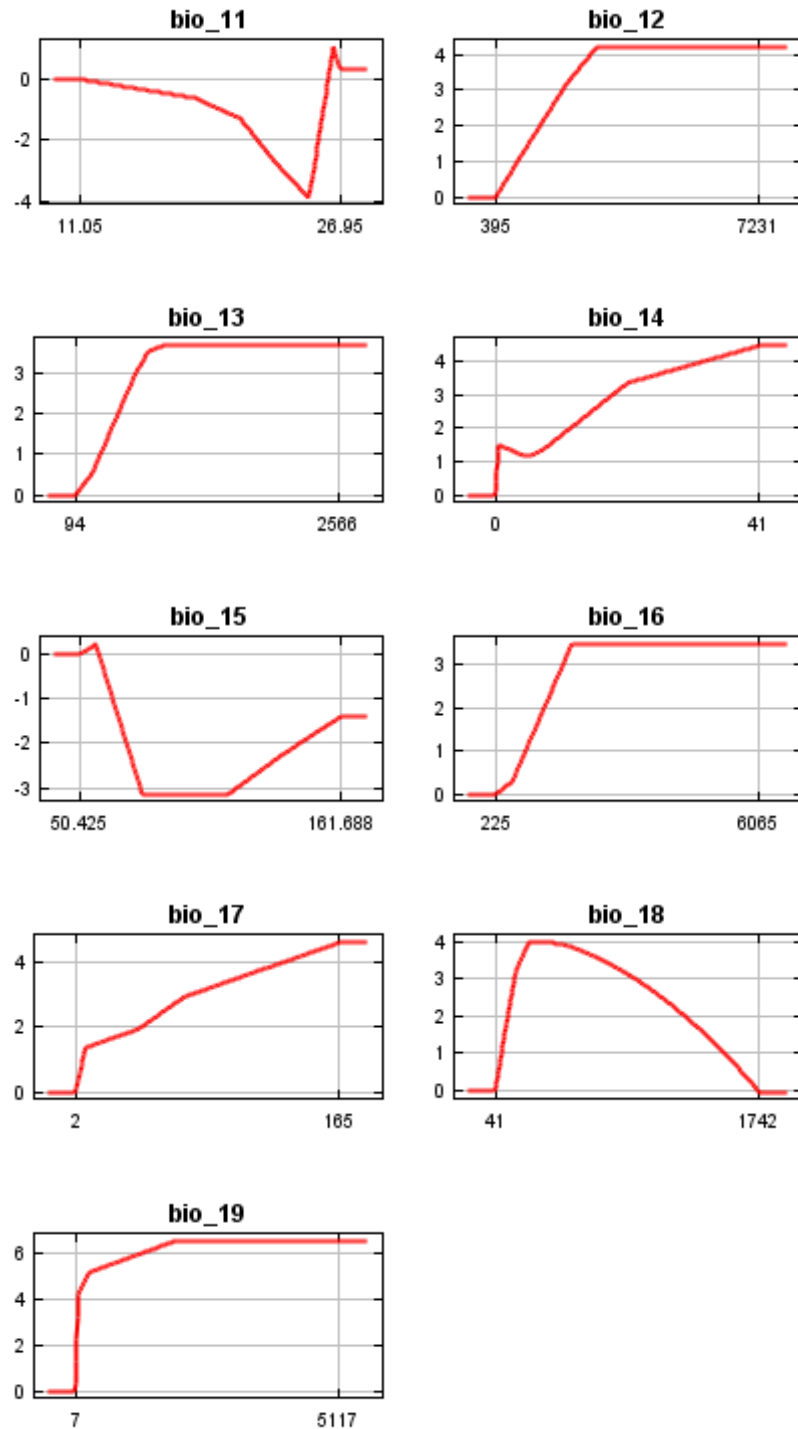 bio_11 bio_12
0 4
-2 3
-4 2
1
0
11.05 26.95 395 7231
bio_13 bio_14
3 4
2 3
1 2
0 1
0
94 2566 0 41
bio_15 bio_16
0 3
-1 2
-2 1
-3 0
50.425 161.688 225 6065
bio_17 bio_18
4 4
2 3
0 2
1
0
2 165 41 1742
bio_19
6
4
2
0
7 5117